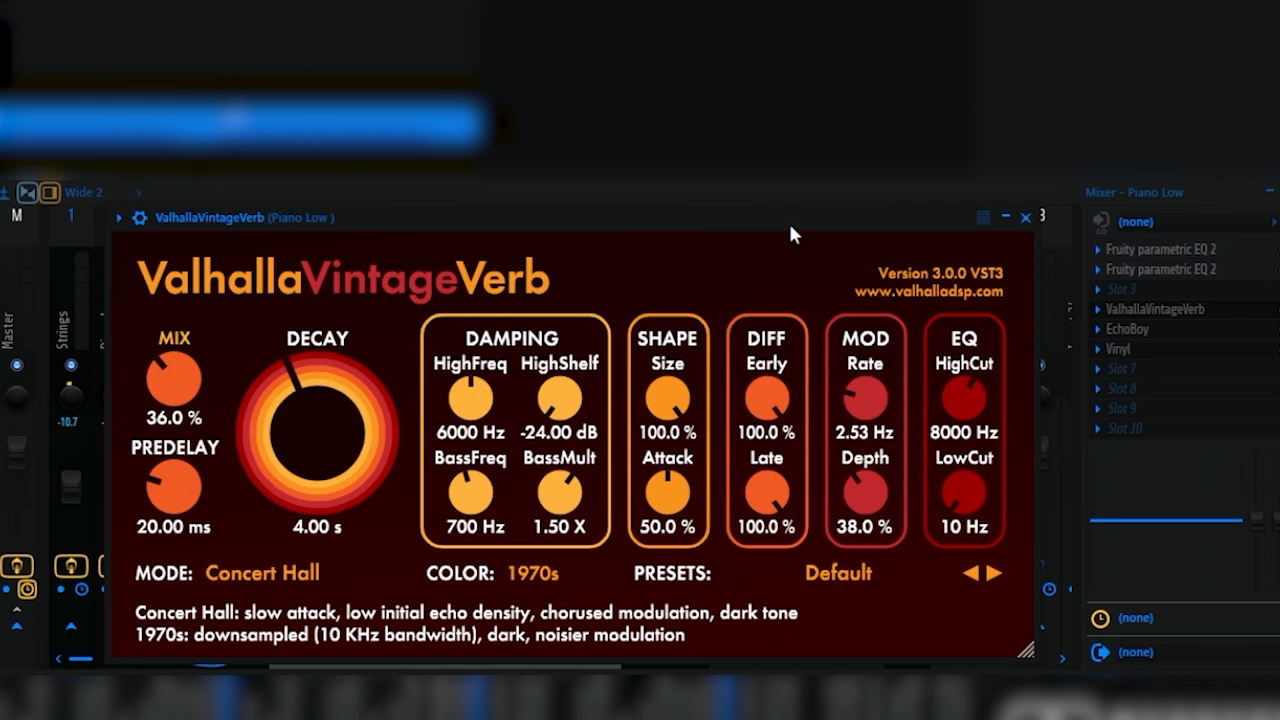 Wide 2
Mixer - Piano Low
M
1
ValhallaVintageVerb (Piano Low )
3
(none)
Fruity parametric EQ 2
Fruity parametric EQ 2
Slot 3
ValhallaVintageVerb
EchoBoy
Vinyl
Slot 7
Slot 8
Slot 9
Slot 10
(none)
(none)
Master
Strings
-10.7
ValhallaVintageVerb
Version 3.0.0 VST3
www.valhalladsp.com
MIX
36.0 %
PREDELAY
20.00 ms
DECAY
4.00 s
DAMPING
HighFreq HighShelf
6000 Hz -24.00 dB
BassFreq BassMult
700 Hz 1.50 X
SHAPE
Size
100.0 %
Attack
50.0 %
DIFF
Early
100.0 %
Late
100.0 %
MOD
Rate
2.53 Hz
Depth
38.0 %
EQ
HighCut
8000 Hz
LowCut
10 Hz
MODE: Concert Hall COLOR: 1970s PRESETS: Default
Concert Hall: slow attack, low initial echo density, chorused modulation, dark tone
1970s: downsampled (10 KHz bandwidth), dark, noisier modulation